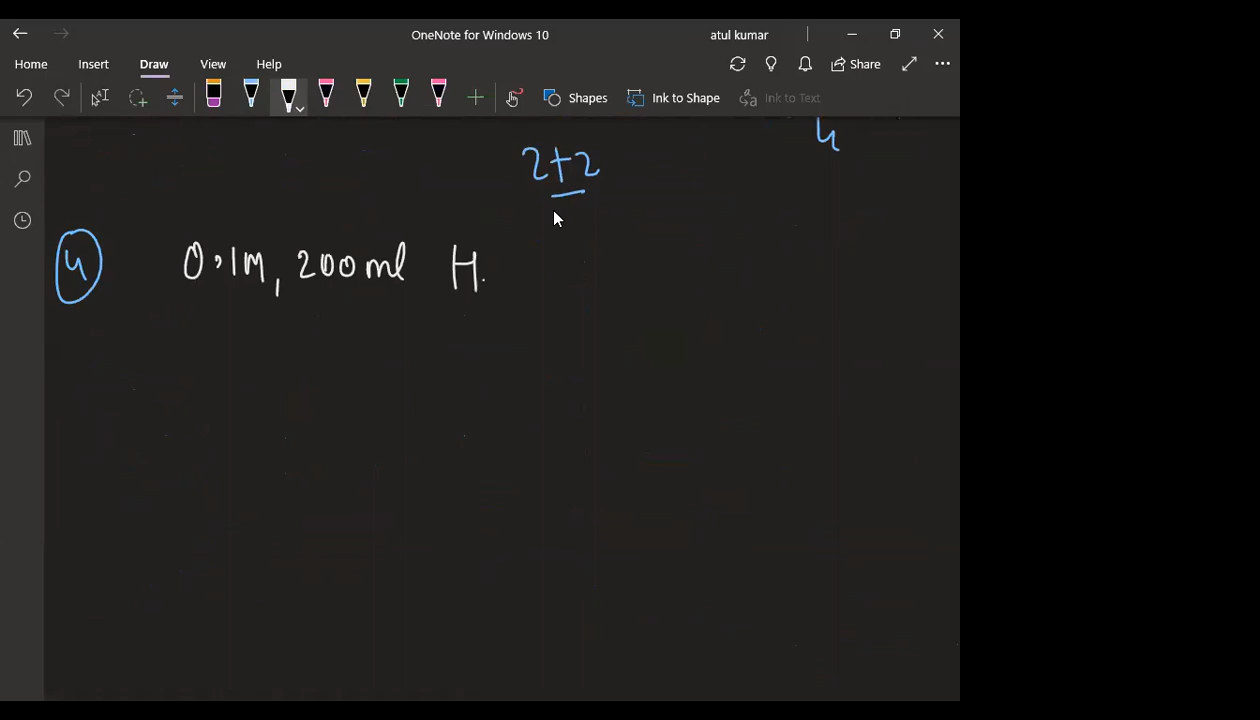 OneNote for Windows 10
atul kumar
Home Insert Draw View Help
Share
Shapes Ink to Shape Ink to Text
4
2+2
4 0.1M, 200ml H.